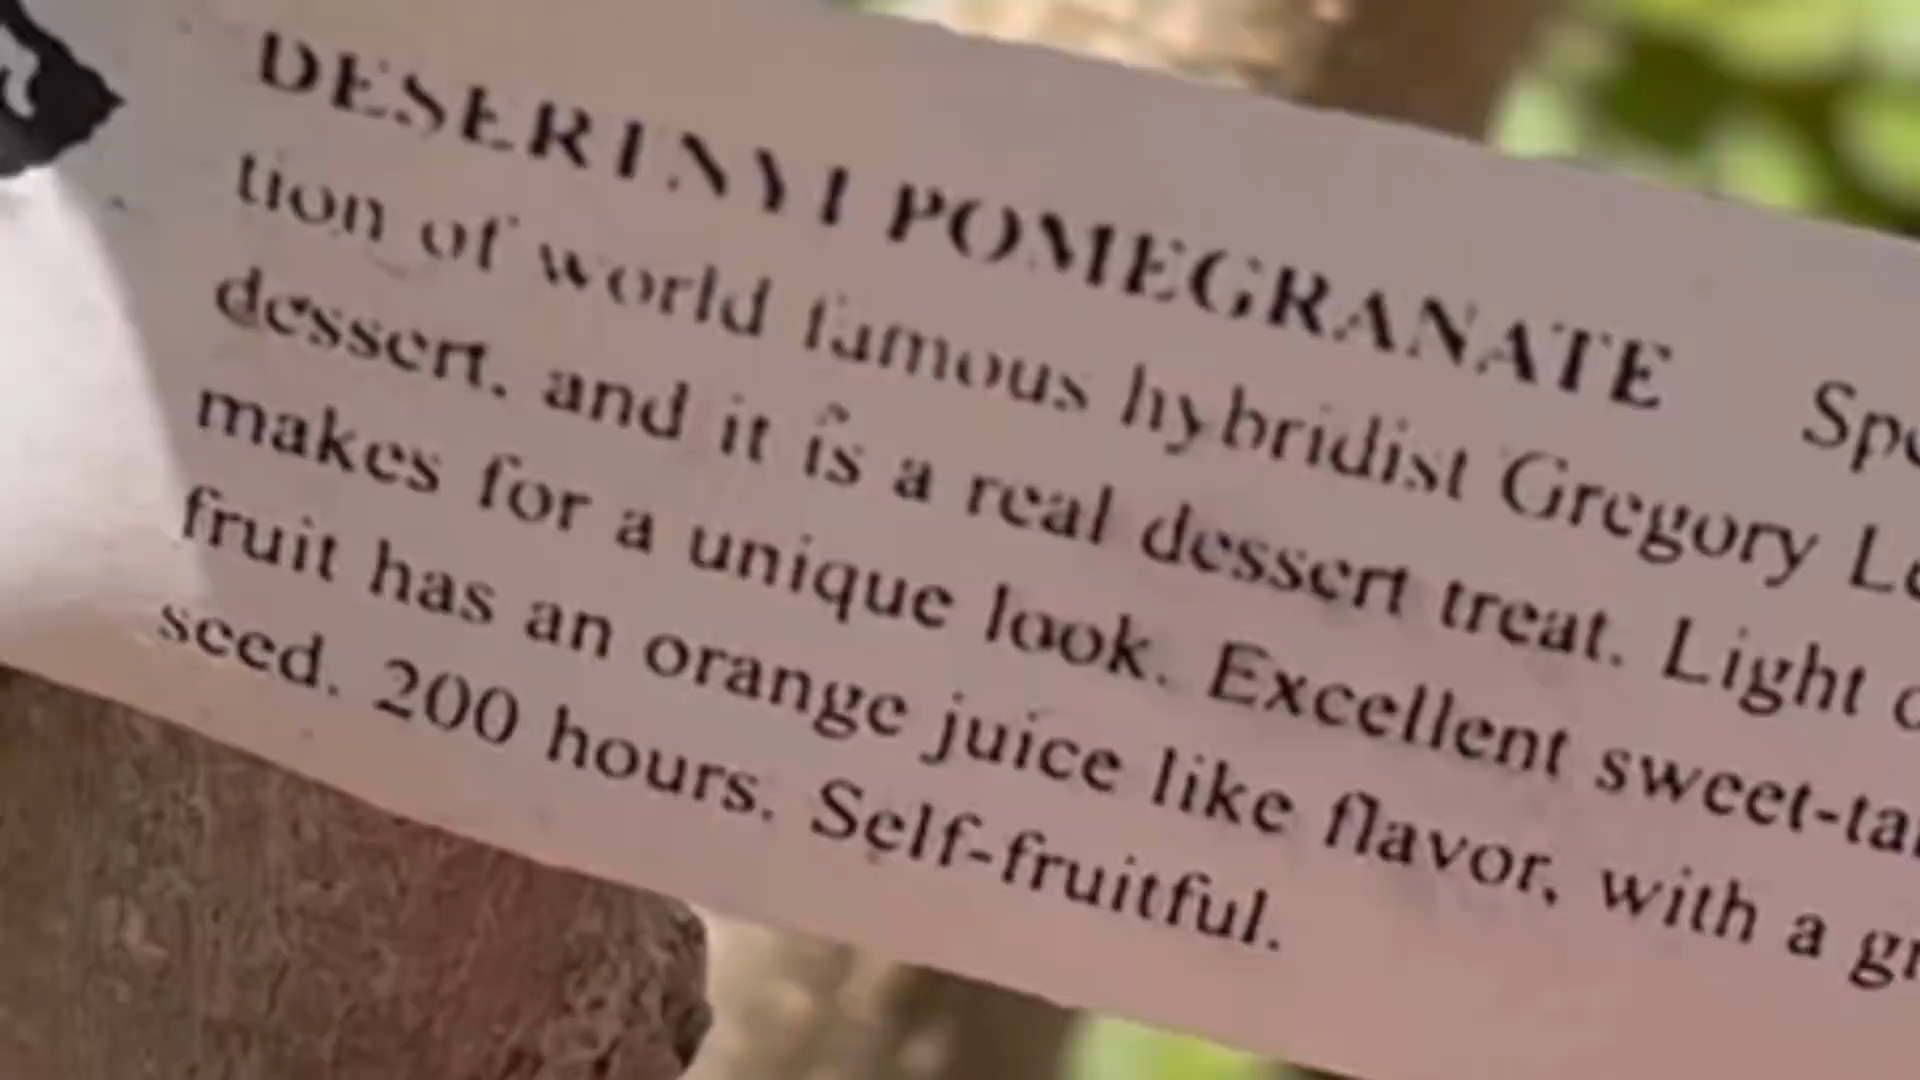 DESERTNYI POMEGRANATE
tion of world famous hybridist Gregory
dessert, and it is a real dessert treat. Light
makes for a unique look. Excellent
fruit has an orange juice like flavor, with a
seed. 200 hours. Self-fruitful.